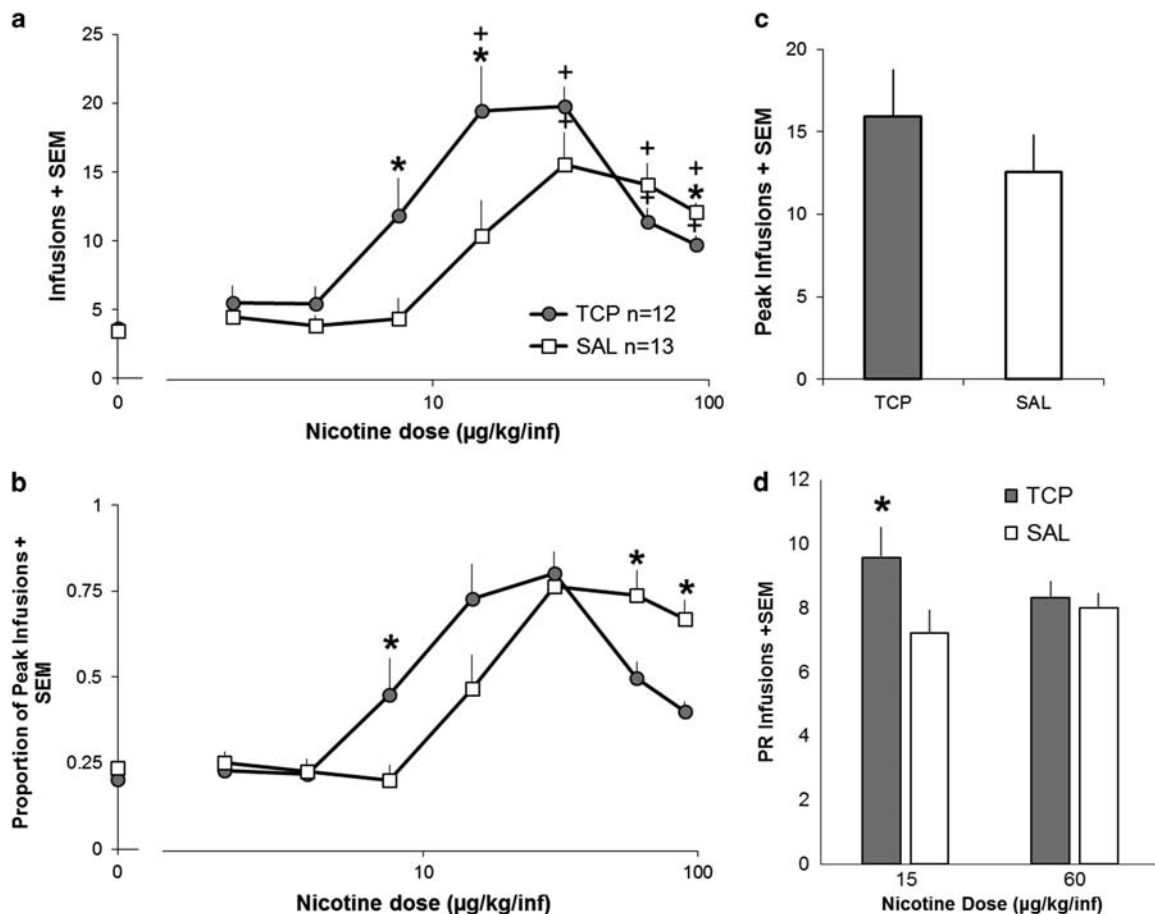 a
25
20
15
10
5
0
Infusions + SEM
+
*
+
+
*
+
+
+
*
+
TCP n=12
SAL n=13
0
10
100
Nicotine dose (µg/kg/inf)
b
1
0.75
0.5
0.25
0
Proportion of Peak Infusions +
SEM
*
*
*
0
10
100
Nicotine dose (µg/kg/inf)
c
20
15
10
5
0
Peak Infusions + SEM
TCP
SAL
d
12
10
8
6
4
2
0
PR Infusions +SEM
*
TCP
SAL
15
60
Nicotine Dose (µg/kg/inf)